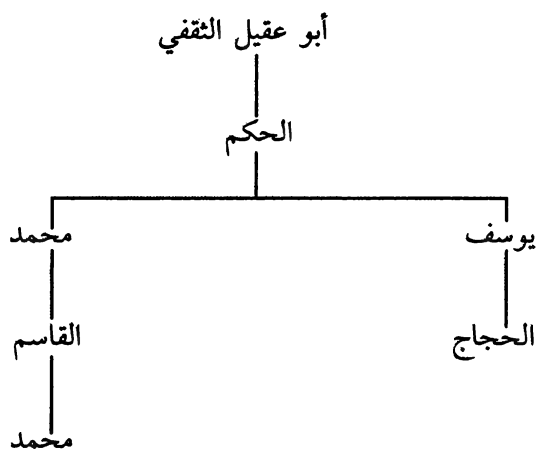 أبو عقيل الثقفي
الحكم
يوسف محمد
الحجاج القاسم
محمد